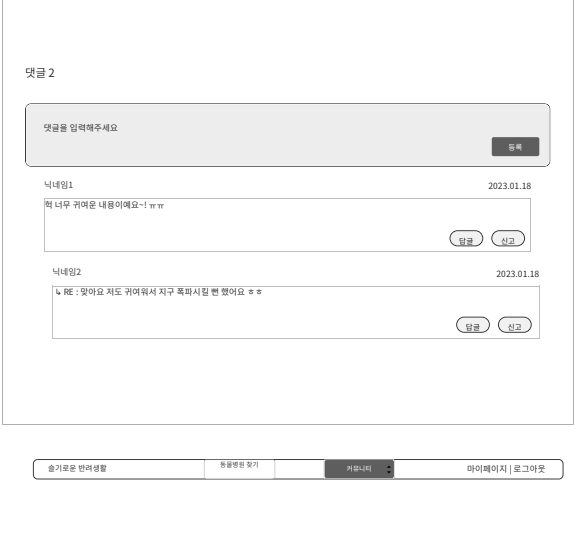 댓글 2
댓글을 입력해주세요
등록
닉네임1 2023.01.18
헉 너무 귀여운 내용이예요~! ㅠㅠ
답글 신고
닉네임2 2023.01.18
↳ RE : 맞아요 저도 귀여워서 지구 폭파시킬 뻔 했어요 ㅎㅎ
답글 신고
슬기로운 반려생활 동물병원 찾기 커뮤니티 마이페이지 | 로그아웃